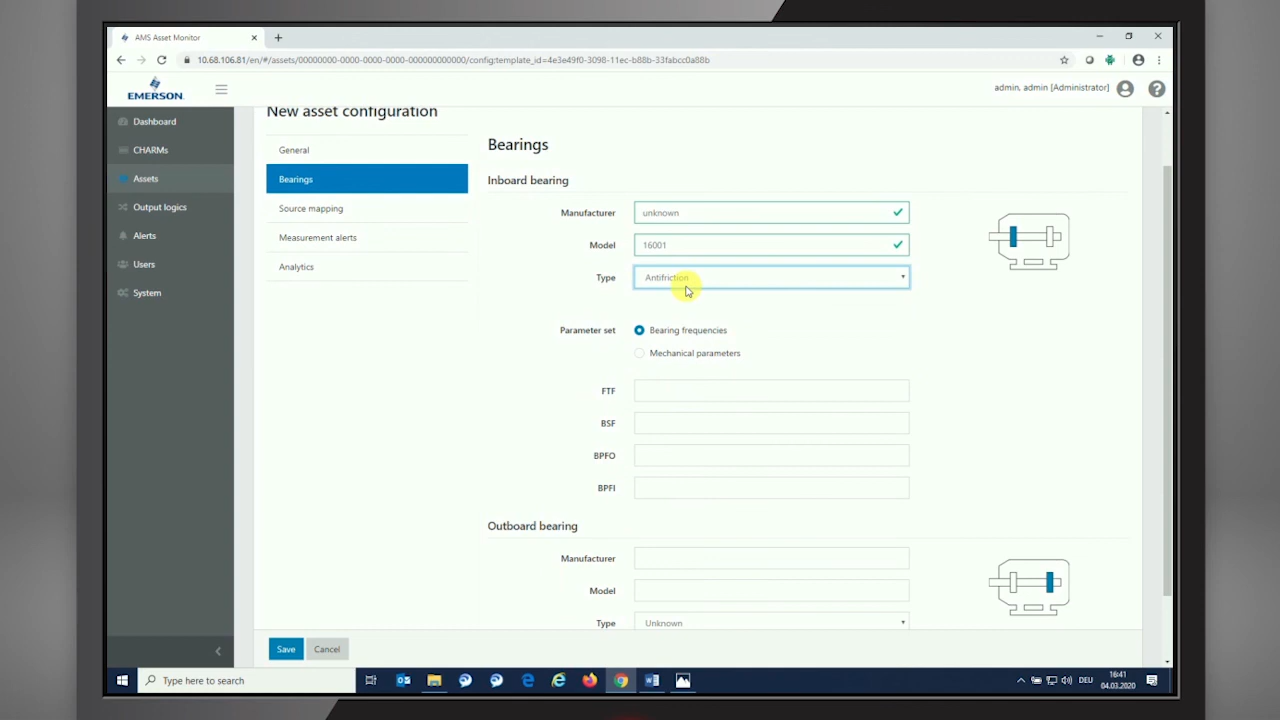 AMS Asset Monitor
10.68.106.81/en/#/assets/00000000-0000-0000-0000-000000000000/config;template_id=4e3e49f0-3098-11ec-b88b-33fabcc0a88b
EMERSON
admin, admin [Administrator]
Dashboard
CHARMs
Assets
Output logics
Alerts
Users
System
New asset configuration
General
Bearings
Source mapping
Measurement alerts
Analytics
Bearings
Inboard bearing
Manufacturer unknown
Model 16001
Type Antifriction
Parameter set Bearing frequencies
Mechanical parameters
FTF
BSF
BPFO
BPFI
Outboard bearing
Manufacturer
Model
Type Unknown
Save Cancel
Type here to search
DEU
16:41
04.03.2020